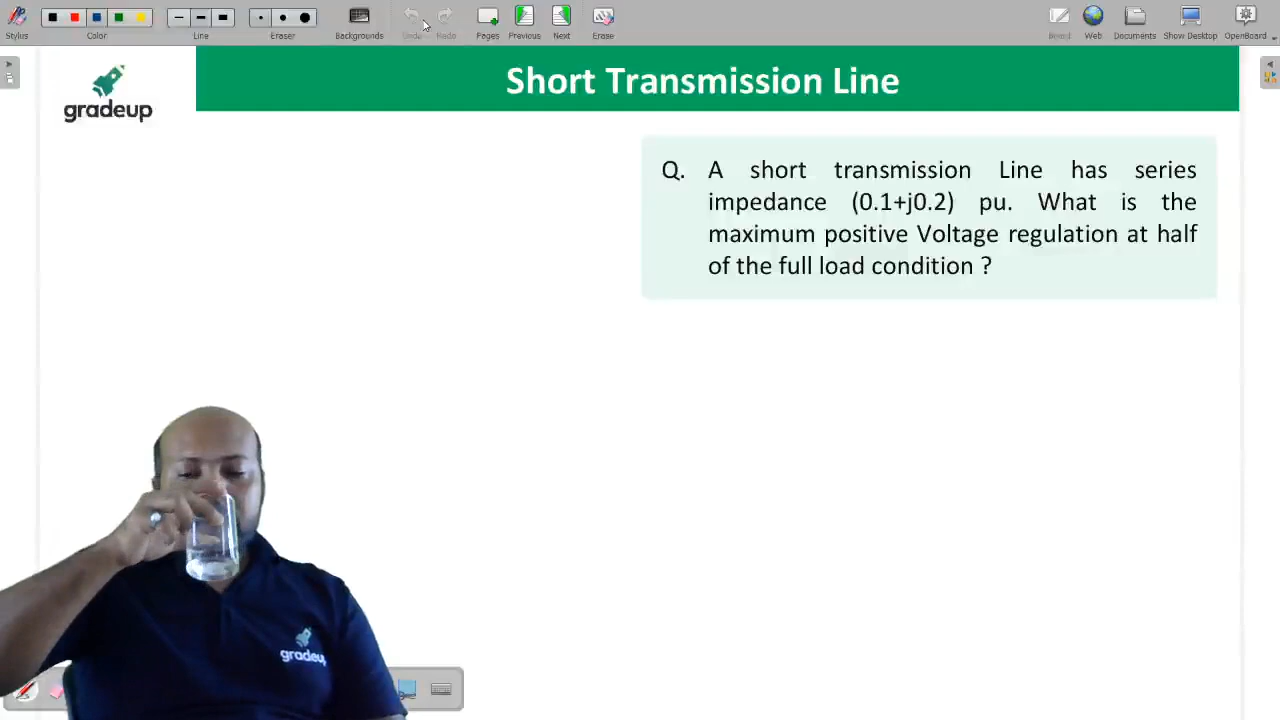 Stylus
Color
Line
Eraser
Backgrounds
Undo
Redo
Pages
Previous
Next
Erase
Board
Web
Documents
Show Desktop
OpenBoard
gradeup
Short Transmission Line
Q. A short transmission Line has series
impedance (0.1+j0.2) pu. What is the
maximum positive Voltage regulation at half
of the full load condition ?
gradeup